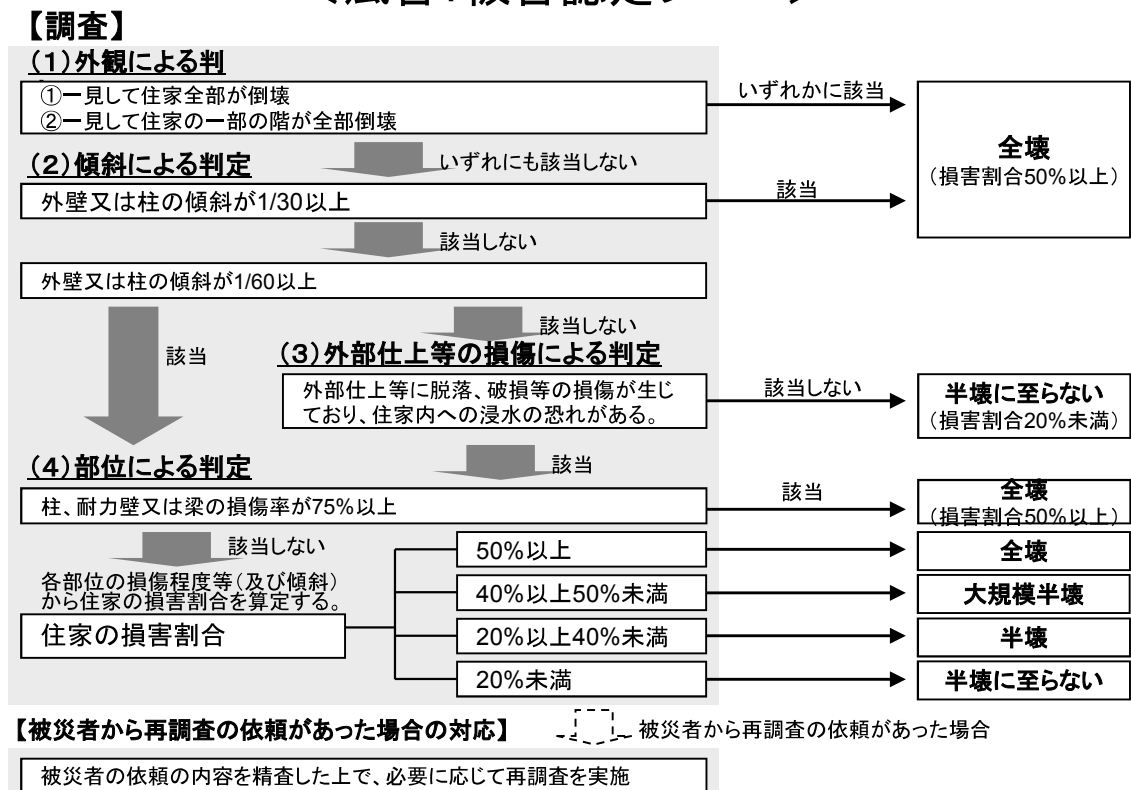 【調査】
(1)外観による判
①一見して住家全部が倒壊
②一見して住家の一部の階が全部倒壊
いずれかに該当
全壊
(損害割合50%以上)
いずれにも該当しない
(2)傾斜による判定
外壁又は柱の傾斜が1/30以上
該当
該当しない
外壁又は柱の傾斜が1/60以上
該当
該当しない
(3)外部仕上等の損傷による判定
外部仕上等に脱落、破損等の損傷が生じ
ており、住家内への浸水の恐れがある。
該当しない
半壊に至らない
(損害割合20%未満)
該当
(4)部位による判定
柱、耐力壁又は梁の損傷率が75%以上
該当
全壊
(損害割合50%以上)
該当しない
各部位の損傷程度等(及び傾斜)
から住家の損害割合を算定する。
住家の損害割合
50%以上
全壊
40%以上50%未満
大規模半壊
20%以上40%未満
半壊
20%未満
半壊に至らない
【被災者から再調査の依頼があった場合の対応】
被災者から再調査の依頼があった場合
被災者の依頼の内容を精査した上で、必要に応じて再調査を実施